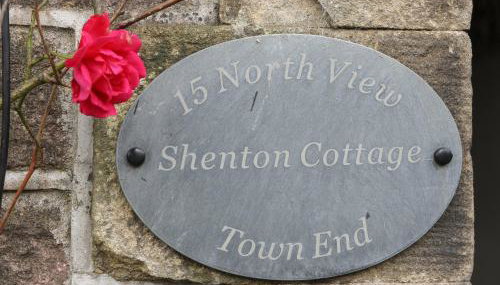 15 North View
Shenton Cottage
Town End